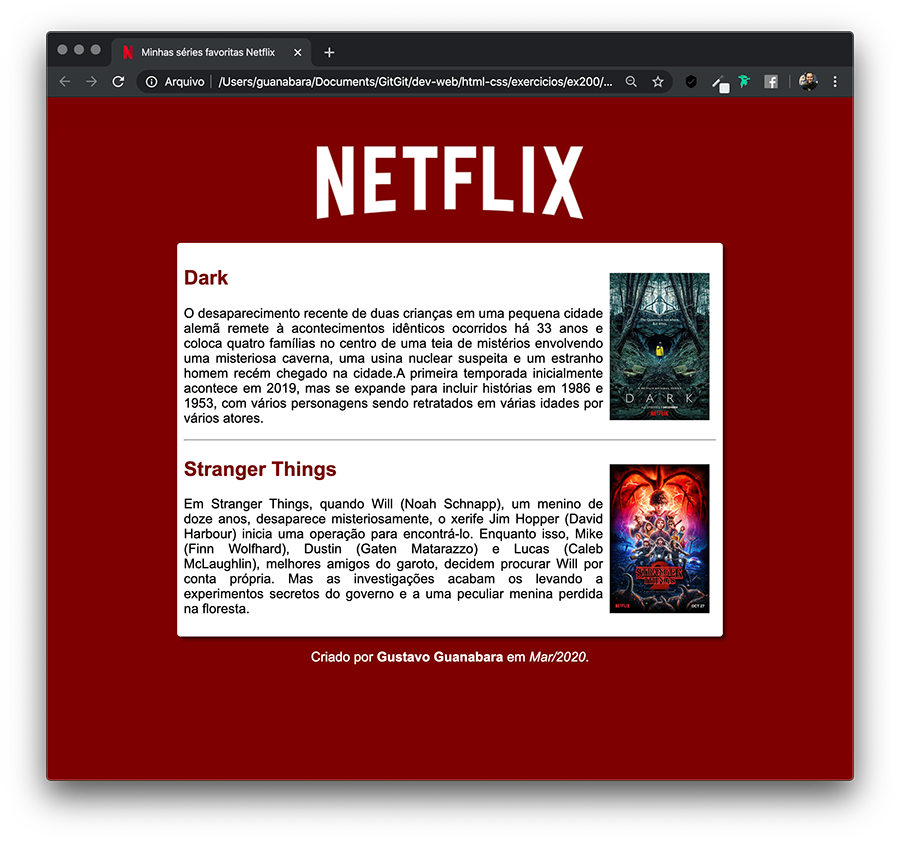 Minhas séries favoritas Netflix
Arquivo | /Users/guanabara/Documents/GitGit/dev-web/html-css/exercicios/ex200/...
NETFLIX
Dark
O desaparecimento recente de duas crianças em uma pequena cidade
alemã remete à acontecimentos idênticos ocorridos há 33 anos e
coloca quatro famílias no centro de uma teia de mistérios envolvendo
uma misteriosa caverna, uma usina nuclear suspeita e um estranho
homem recém chegado na cidade.A primeira temporada inicialmente
acontece em 2019, mas se expande para incluir histórias em 1986 e
1953, com vários personagens sendo retratados em várias idades por
vários atores.
DARK
NETFLIX
Stranger Things
Em Stranger Things, quando Will (Noah Schnapp), um menino de
doze anos, desaparece misteriosamente, o xerife Jim Hopper (David
Harbour) inicia uma operação para encontrá-lo. Enquanto isso, Mike
(Finn Wolfhard), Dustin (Gaten Matarazzo) e Lucas (Caleb
McLaughlin), melhores amigos do garoto, decidem procurar Will por
conta própria. Mas as investigações acabam os levando a
experimentos secretos do governo e a uma peculiar menina perdida
na floresta.
STRANGER
THINGS
2
NETFLIX
OCT 27
Criado por Gustavo Guanabara em Mar/2020.